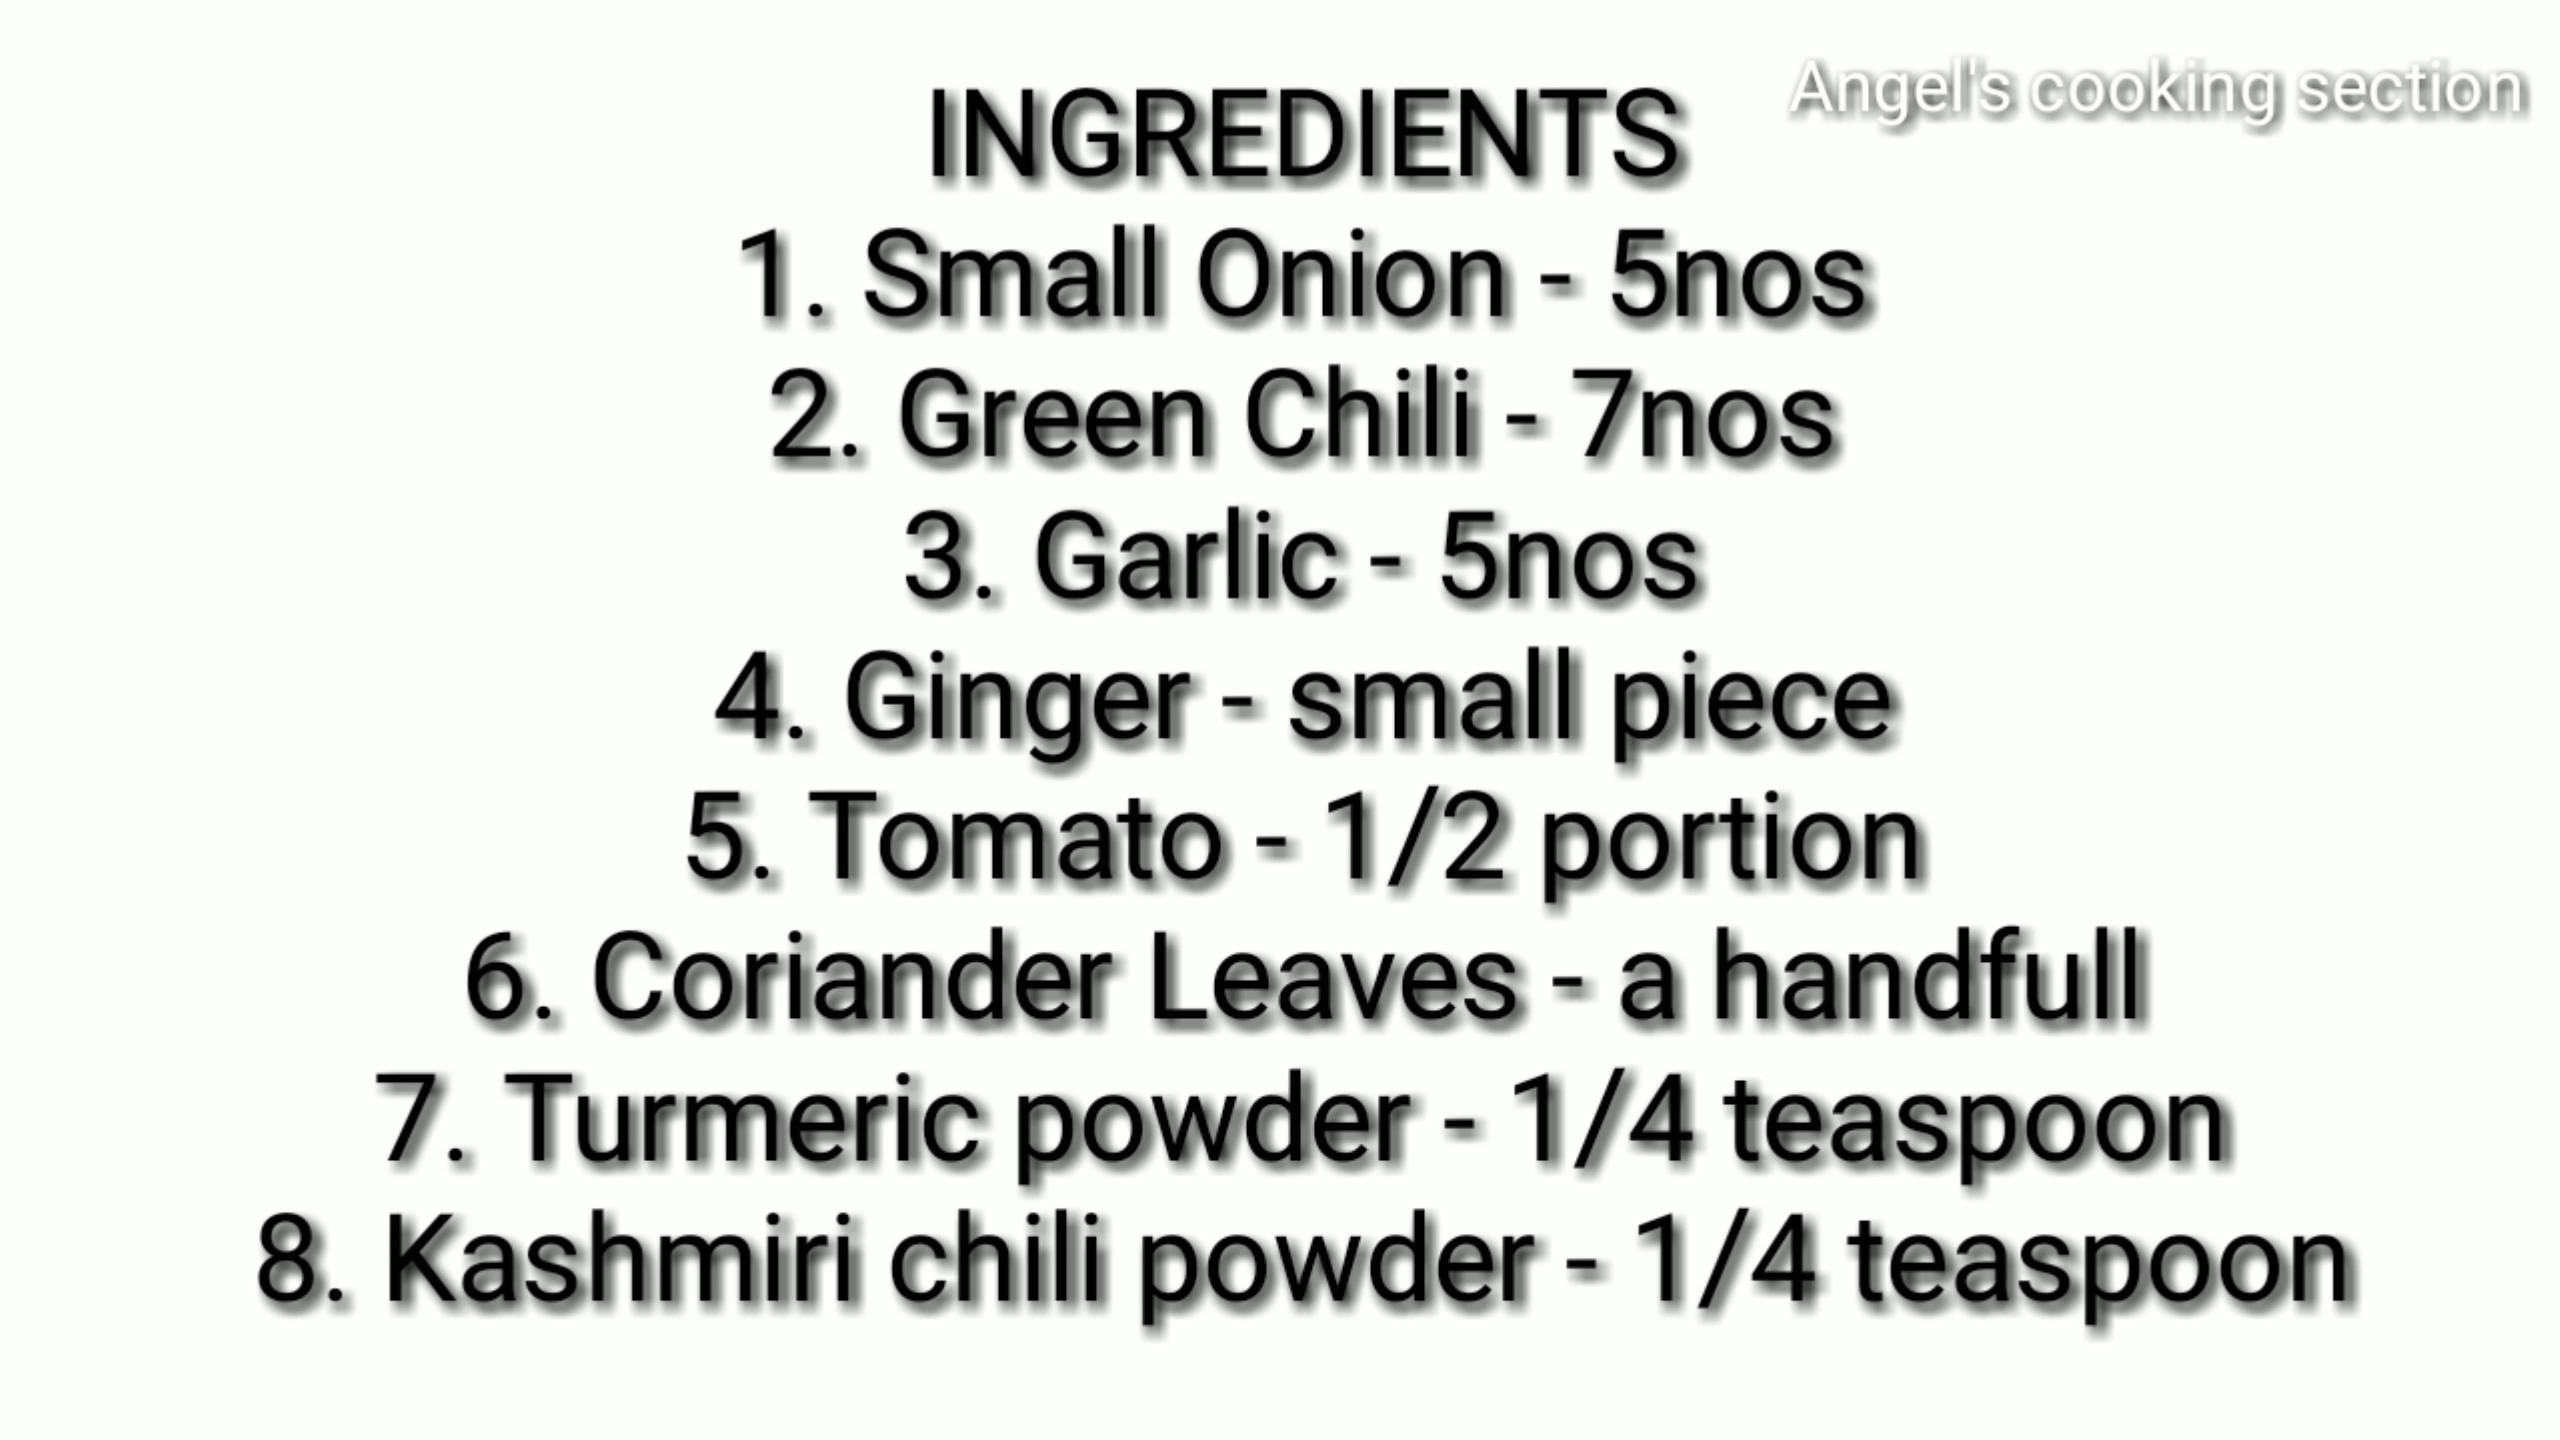 Angel's cooking section
INGREDIENTS
1. Small Onion - 5nos
2. Green Chili - 7nos
3. Garlic - 5nos
4. Ginger - small piece
5. Tomato - 1/2 portion
6. Coriander Leaves - a handfull
7. Turmeric powder - 1/4 teaspoon
8. Kashmiri chili powder - 1/4 teaspoon